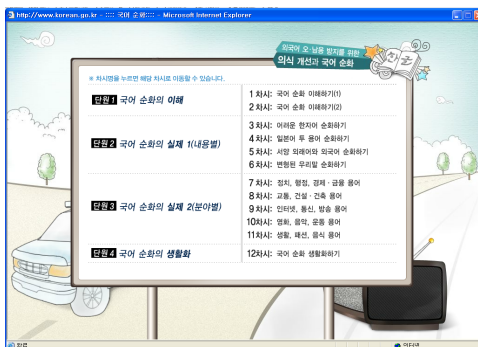 http://www.korean.go.kr - :::: 국어 순화:::: - Microsoft Internet Explorer
외국어 오·남용 방지를 위한
의식 개선과 국어 순화
※ 차시명을 누르면 해당 차시로 이동할 수 있습니다.
단원1 국어 순화의 이해
1차시: 국어 순화 이해하기(1)
2차시: 국어 순화 이해하기(2)
단원2 국어 순화의 실제 1(내용별)
3차시: 어려운 한자어 순화하기
4차시: 일본어 투 용어 순화하기
5차시: 서양 외래어와 외국어 순화하기
6차시: 변형된 우리말 순화하기
단원3 국어 순화의 실제 2(분야별)
7차시: 정치, 행정, 경제·금융 용어
8차시: 교통, 건설·건축 용어
9차시: 인터넷, 통신, 방송 용어
10차시: 영화, 음악, 운동 용어
11차시: 생활, 패션, 음식 용어
단원4 국어 순화의 생활화
12차시: 국어 순화 생활화하기
완료
인터넷